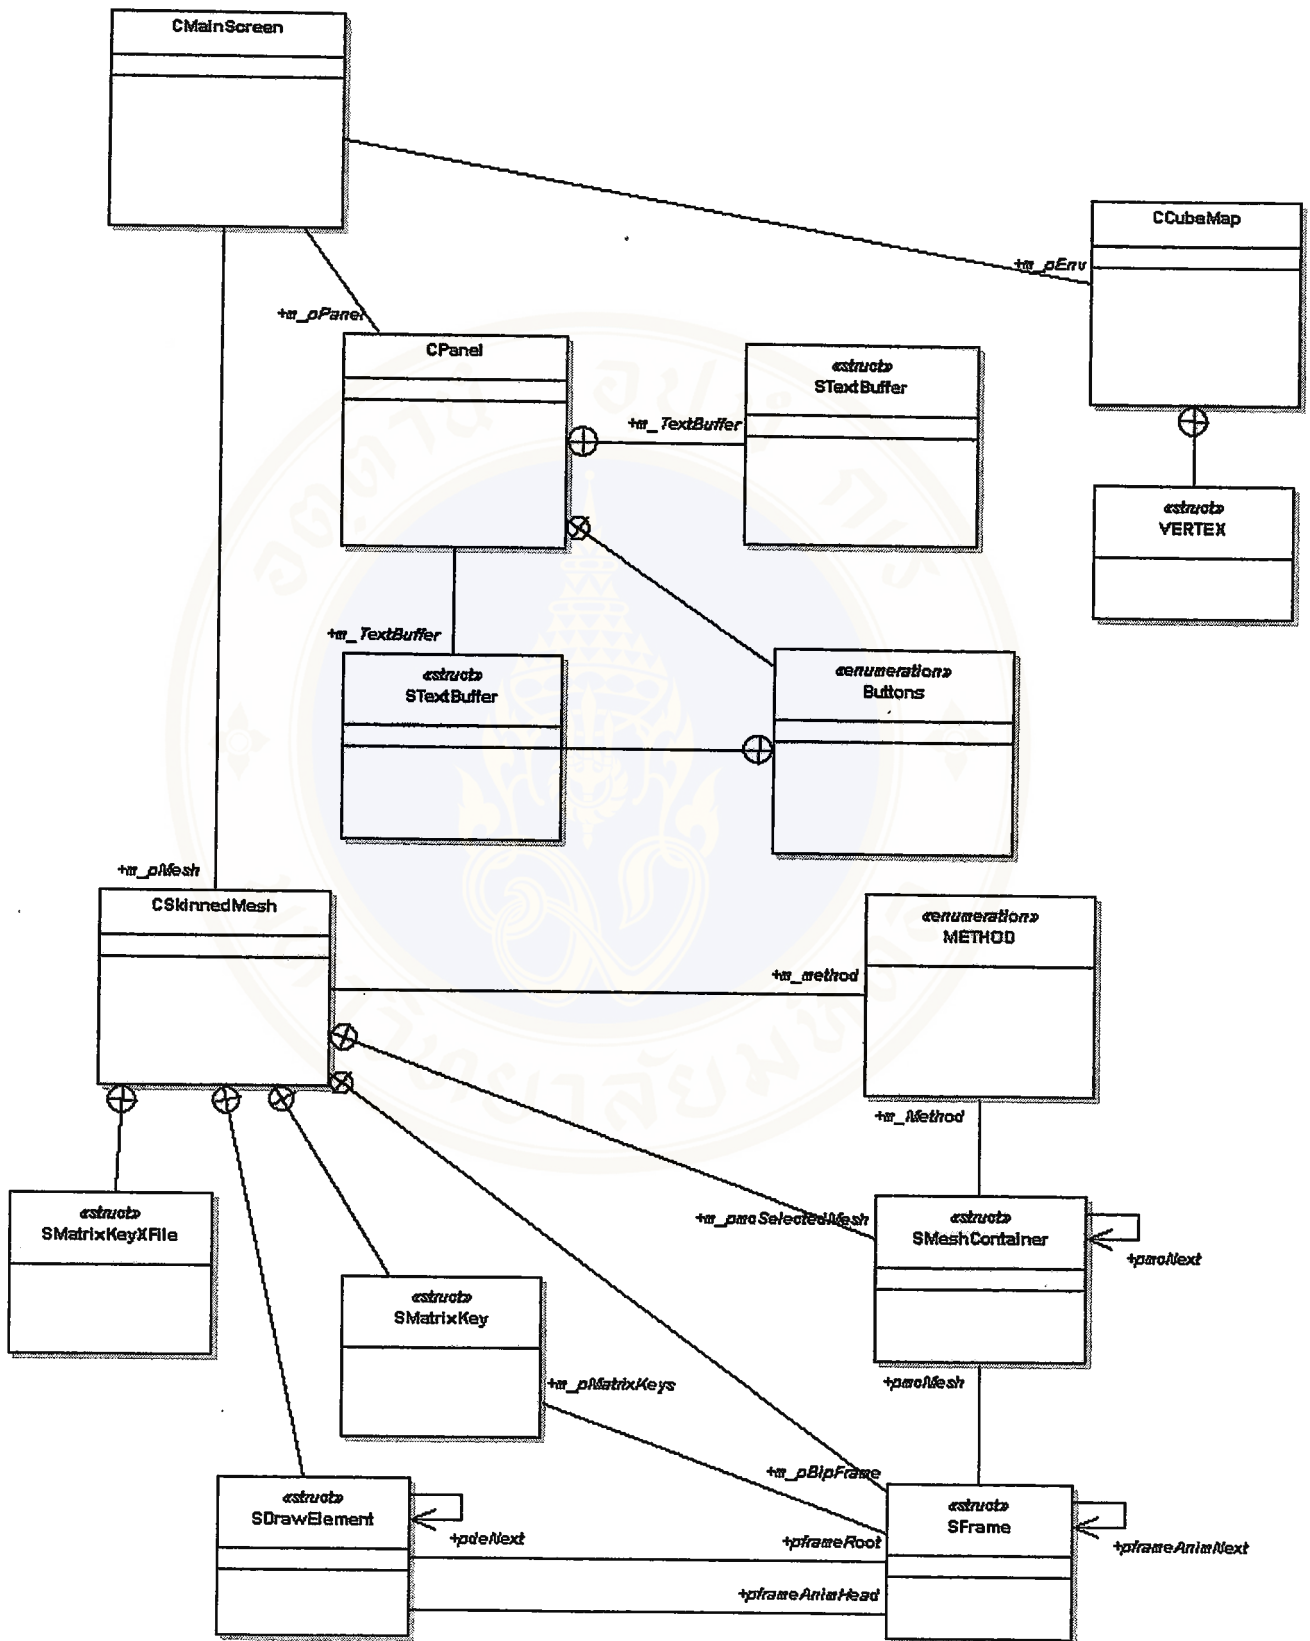 CMainScreen
CCubeMap
+m_pEnv
+m_pPanel
CPanel
«struct»
STextBuffer
+m_TextBuffer
«struct»
VERTEX
+m_TextBuffer
«struct»
STextBuffer
«enumeration»
Buttons
+m_pMesh
CSkinnedMesh
«enumeration»
METHOD
+m_method
+m_Method
«struct»
SMatrixKeyXFile
+m_pmcSelectedMesh
«struct»
SMeshContainer
+pmcNext
«struct»
SMatrixKey
+m_pMatrixKeys
+pmcMesh
+m_pBipFrame
«struct»
SDrawElement
+pdeNext
+pframeRoot
«struct»
SFrame
+pframeAnimNext
+pframeAnimHead